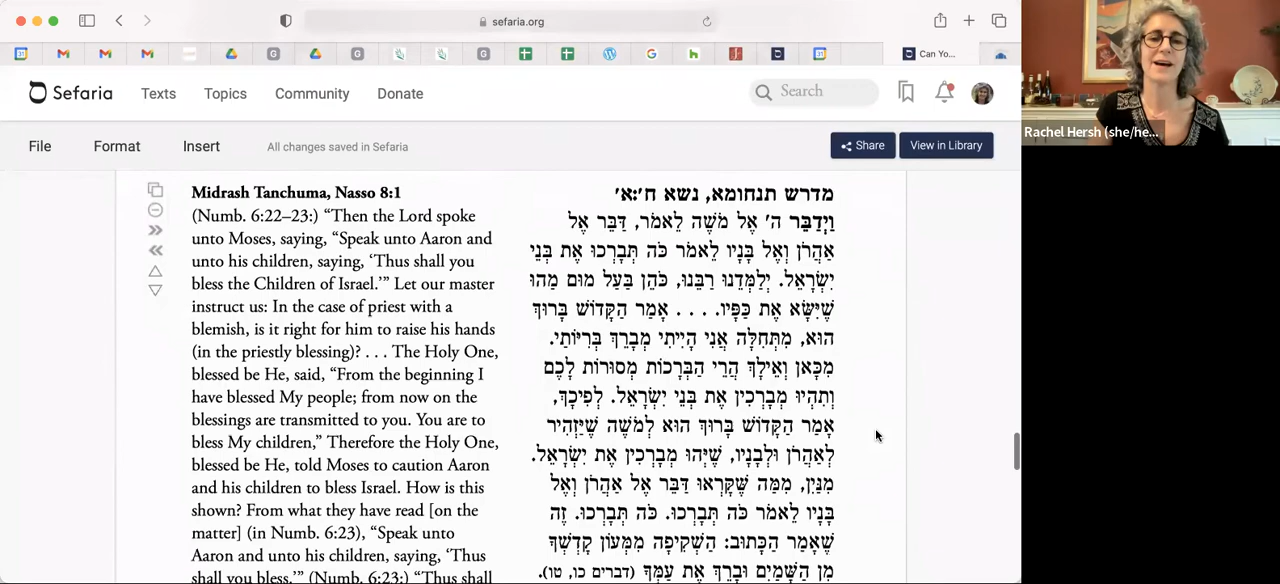 sefaria.org
Can Yo...
Sefaria
Texts
Topics
Community
Donate
Search
File
Format
Insert
All changes saved in Sefaria
Share
View in Library
Midrash Tanchuma, Nasso 8:1
(Numb. 6:22–23:) “Then the Lord spoke
unto Moses, saying, “Speak unto Aaron and
unto his children, saying, ‘Thus shall you
bless the Children of Israel.’” Let our master
instruct us: In the case of priest with a
blemish, is it right for him to raise his hands
(in the priestly blessing)? . . . The Holy One,
blessed be He, said, “From the beginning I
have blessed My people; from now on the
blessings are transmitted to you. You are to
bless My children,” Therefore the Holy One,
blessed be He, told Moses to caution Aaron
and his children to bless Israel. How is this
shown? From what they have read [on the
matter] (in Numb. 6:23), “Speak unto
Aaron and unto his children, saying, ‘Thus
shall you bless.’” (Numb. 6:23:) “Thus shall
מדרש תנחומא, נשא ח׳:א׳
וַיְדַבֵּר ה' אֶל מֹשֶׁה לֵאמֹר, דַּבֵּר אֶל
אַהֲרֹן וְאֶל בָּנָיו לֵאמֹר כֹּה תְּבָרְכוּ אֶת בְּנֵי
יִשְׂרָאֵל. יְלַמְּדֵנוּ רַבֵּנוּ, כֹּהֵן בַּעַל מוּם מַהוּ
שֶׁיִּשָּׂא אֶת כַּפָּיו. . . . אָמַר הַקָּדוֹשׁ בָּרוּךְ
הוּא, מִתְּחִלָּה אֲנִי הָיִיתִי מְבָרֵךְ בְּרִיּוֹתַי.
מִכָּאן וְאֵילָךְ הֲרֵי הַבְּרָכוֹת מְסוּרוֹת לָכֶם
וְתִהְיוּ מְבָרְכִין אֶת בְּנֵי יִשְׂרָאֵל. לְפִיכָךְ,
אָמַר הַקָּדוֹשׁ בָּרוּךְ הוּא לְמֹשֶׁה שֶׁיַּזְהִיר
לְאַהֲרֹן וּלְבָנָיו, שֶׁיְּהוּ מְבָרְכִין אֶת יִשְׂרָאֵל.
מִנַּיִן, מִמַּה שֶּׁקָּרְאוּ דַּבֵּר אֶל אַהֲרֹן וְאֶל
בָּנָיו לֵאמֹר כֹּה תְּבָרְכוּ. כֹּה תְּבָרְכוּ. זֶה
שֶׁאָמַר הַכָּתוּב: הַשְׁקִיפָה מִמְּעוֹן קָדְשְׁךָ
מִן הַשָּׁמַיִם וּבָרֵךְ אֶת עַמְּךָ (דברים כו, טו).
Rachel Hersh (she/he...